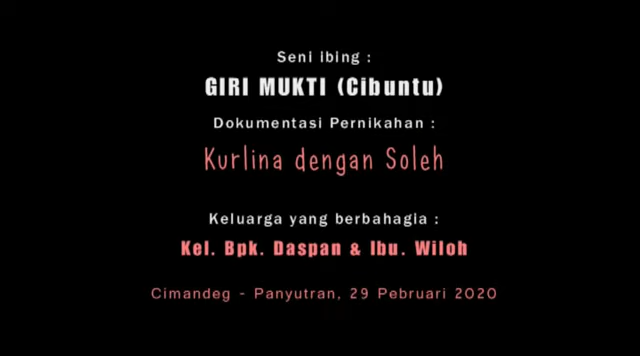 Seni ibing :
GIRI MUKTI (Cibuntu)
Dokumentasi Pernikahan :
Kurlina dengan Soleh
Keluarga yang berbahagia :
Kel. Bpk. Daspan & Ibu. Wiloh
Cimandeg - Panyutran, 29 Pebruari 2020